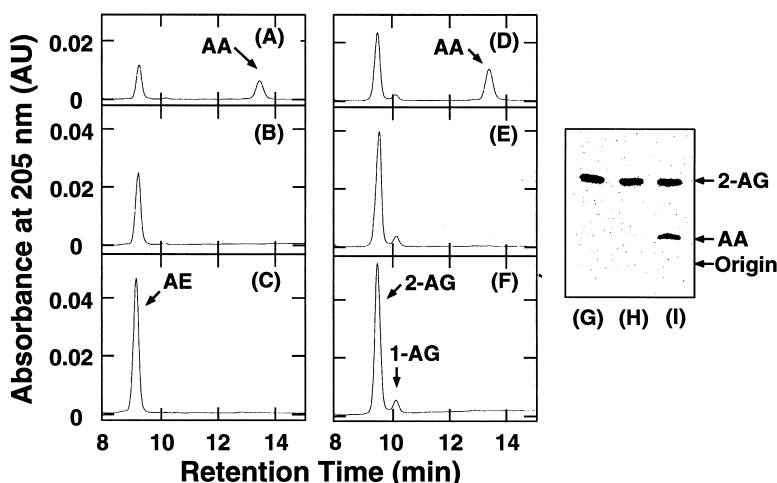 Absorbance at 205 nm (AU)
0.02
0
0.04
0.02
0
0.04
0.02
0
(A)
AA
(B)
(C)
AE
(D)
AA
(E)
(F)
2-AG
1-AG
8 10 12 14
8 10 12 14
Retention Time (min)
2-AG
AA
Origin
(G) (H) (I)